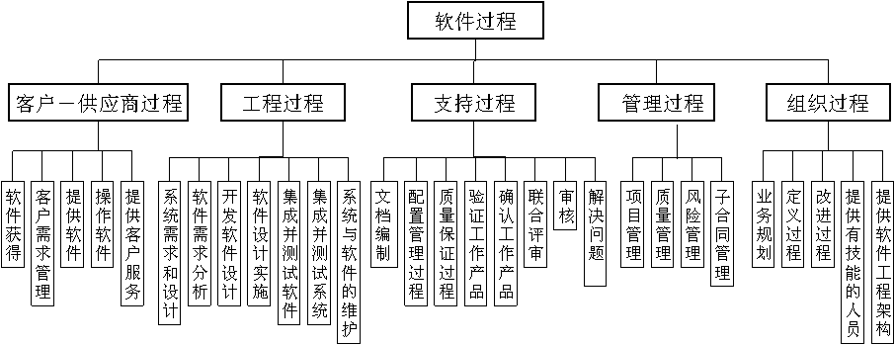 软件过程
客户－供应商过程
工程过程
支持过程
管理过程
组织过程
软件获得
客户需求管理
提供软件
操作软件
提供客户服务
系统需求和设计
软件需求分析
开发软件设计
软件设计实施
集成并测试软件
集成并测试系统
系统与软件的维护
文档编制
配置管理过程
质量保证过程
验证工作产品
确认工作产品
联合评审
审核
解决问题
项目管理
质量管理
风险管理
子合同管理
业务规划
定义过程
改进过程
提供有技能的人员
提供软件工程架构